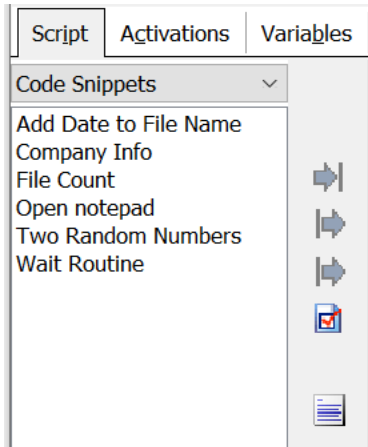 Script Activations Variables
Code Snippets
Add Date to File Name
Company Info
File Count
Open notepad
Two Random Numbers
Wait Routine